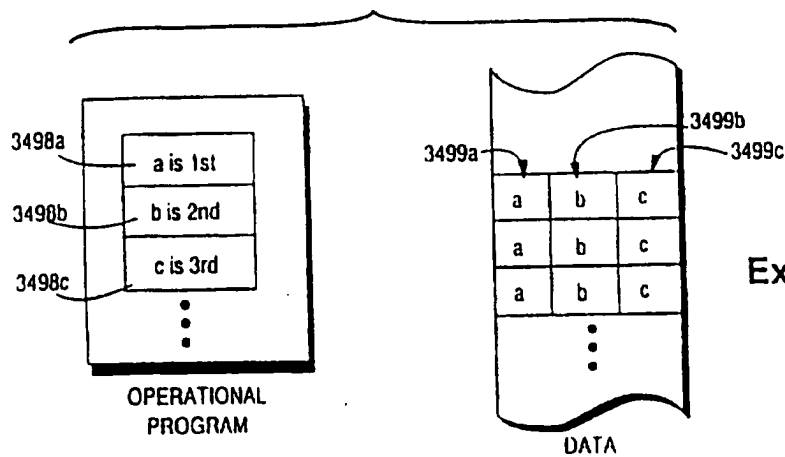 3498a
a is 1st
3498b
b is 2nd
3498c
c is 3rd
OPERATIONAL
PROGRAM
3499a
3499b
3499c
a b c
a b c
a b c
DATA
Ex